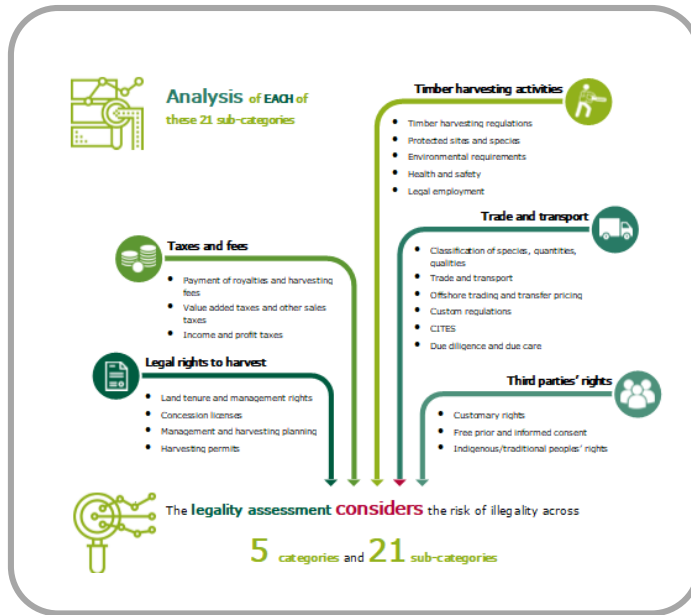 Analysis of EACH of
these 21 sub-categories
Timber harvesting activities
• Timber harvesting regulations
• Protected sites and species
• Environmental requirements
• Health and safety
• Legal employment
Trade and transport
• Classification of species, quantities,
qualities
• Trade and transport
• Offshore trading and transfer pricing
• Custom regulations
• CITES
• Due diligence and due care
Taxes and fees
• Payment of royalties and harvesting
fees
• Value added taxes and other sales
taxes
• Income and profit taxes
Legal rights to harvest
• Land tenure and management rights
• Concession licenses
• Management and harvesting planning
• Harvesting permits
Third parties' rights
• Customary rights
• Free prior and informed consent
• Indigenous/traditional peoples' rights
The legality assessment considers the risk of illegality across
5 categories and 21 sub-categories